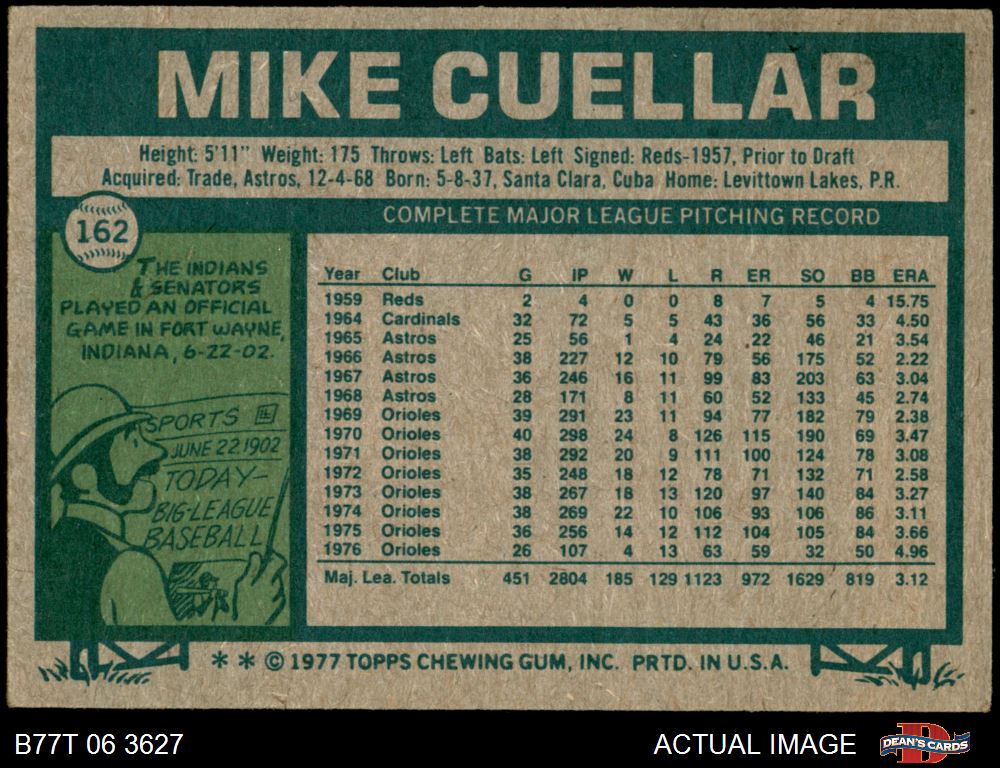 MIKE CUELLAR
Height: 5'11" Weight: 175 Throws: Left Bats: Left Signed: Reds-1957, Prior to Draft
Acquired: Trade, Astros, 12-4-68 Born: 5-8-37, Santa Clara, Cuba Home: Levittown Lakes, P.R.
162
COMPLETE MAJOR LEAGUE PITCHING RECORD
THE INDIANS
& SENATORS
PLAYED AN OFFICIAL
GAME IN FORT WAYNE,
INDIANA, 6-22-02.
SPORTS
JUNE 22, 1902
TODAY-
BIG-LEAGUE
BASEBALL
Year Club G IP W L R ER SO BB ERA
1959 Reds 2 4 0 0 8 7 5 4 15.75
1964 Cardinals 32 72 5 5 43 36 56 33 4.50
1965 Astros 25 56 1 4 24 22 46 21 3.54
1966 Astros 38 227 12 10 79 56 175 52 2.22
1967 Astros 36 246 16 11 99 83 203 63 3.04
1968 Astros 28 171 8 11 60 52 133 45 2.74
1969 Orioles 39 291 23 11 94 77 182 79 2.38
1970 Orioles 40 298 24 8 126 115 190 69 3.47
1971 Orioles 38 292 20 9 111 100 124 78 3.08
1972 Orioles 35 248 18 12 78 71 132 71 2.58
1973 Orioles 38 267 18 13 120 97 140 84 3.27
1974 Orioles 38 269 22 10 106 93 106 86 3.11
1975 Orioles 36 256 14 12 112 104 105 84 3.66
1976 Orioles 26 107 4 13 63 59 32 50 4.96
Maj. Lea. Totals 451 2804 185 129 1123 972 1629 819 3.12
* * © 1977 TOPPS CHEWING GUM, INC. PRTD. IN U.S.A.
B77T 06 3627
ACTUAL IMAGE
DEAN'S CARDS